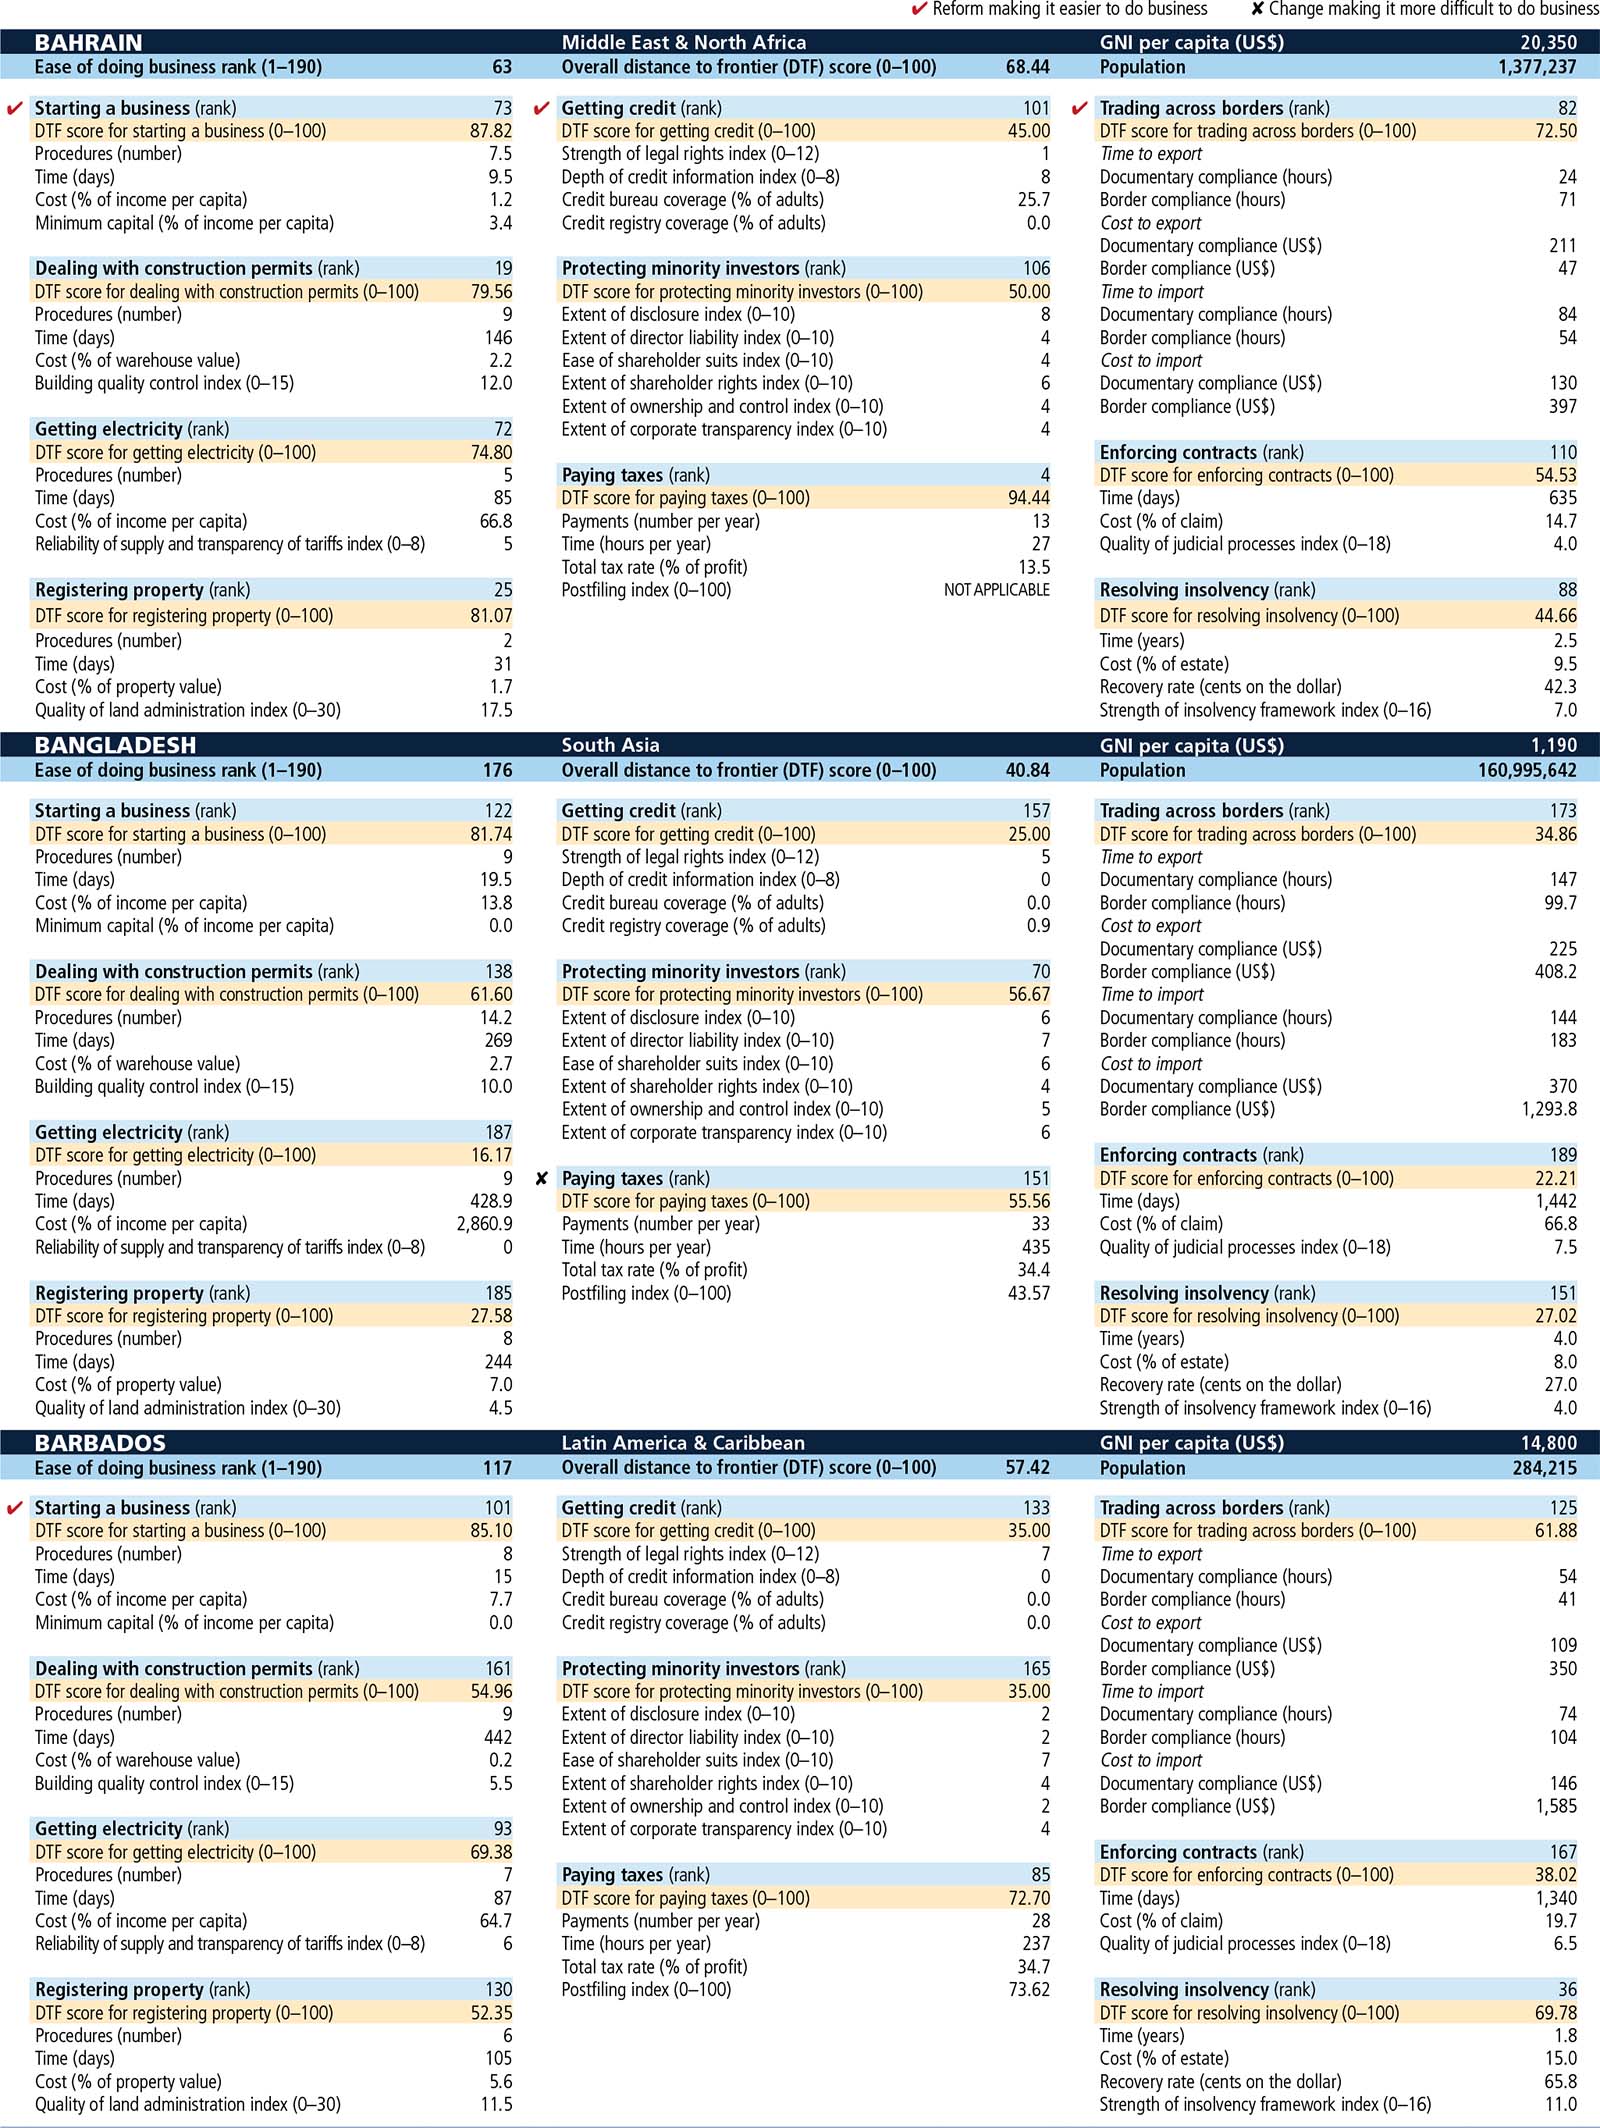 ✔ Reform making it easier to do business ✘ Change making it more difficult to do business
BAHRAIN Middle East & North Africa GNI per capita (US$) 20,350
Ease of doing business rank (1–190) 63 Overall distance to frontier (DTF) score (0–100) 68.44 Population 1,377,237
✔ Starting a business (rank) 73
DTF score for starting a business (0–100) 87.82
Procedures (number) 7.5
Time (days) 9.5
Cost (% of income per capita) 1.2
Minimum capital (% of income per capita) 3.4
Dealing with construction permits (rank) 19
DTF score for dealing with construction permits (0–100) 79.56
Procedures (number) 9
Time (days) 146
Cost (% of warehouse value) 2.2
Building quality control index (0–15) 12.0
Getting electricity (rank) 72
DTF score for getting electricity (0–100) 74.80
Procedures (number) 5
Time (days) 85
Cost (% of income per capita) 66.8
Reliability of supply and transparency of tariffs index (0–8) 5
Registering property (rank) 25
DTF score for registering property (0–100) 81.07
Procedures (number) 2
Time (days) 31
Cost (% of property value) 1.7
Quality of land administration index (0–30) 17.5
✔ Getting credit (rank) 101
DTF score for getting credit (0–100) 45.00
Strength of legal rights index (0–12) 1
Depth of credit information index (0–8) 8
Credit bureau coverage (% of adults) 25.7
Credit registry coverage (% of adults) 0.0
Protecting minority investors (rank) 106
DTF score for protecting minority investors (0–100) 50.00
Extent of disclosure index (0–10) 8
Extent of director liability index (0–10) 4
Ease of shareholder suits index (0–10) 4
Extent of shareholder rights index (0–10) 6
Extent of ownership and control index (0–10) 4
Extent of corporate transparency index (0–10) 4
Paying taxes (rank) 4
DTF score for paying taxes (0–100) 94.44
Payments (number per year) 13
Time (hours per year) 27
Total tax rate (% of profit) 13.5
Postfiling index (0–100) NOT APPLICABLE
✔ Trading across borders (rank) 82
DTF score for trading across borders (0–100) 72.50
Time to export
Documentary compliance (hours) 24
Border compliance (hours) 71
Cost to export
Documentary compliance (US$) 211
Border compliance (US$) 47
Time to import
Documentary compliance (hours) 84
Border compliance (hours) 54
Cost to import
Documentary compliance (US$) 130
Border compliance (US$) 397
Enforcing contracts (rank) 110
DTF score for enforcing contracts (0–100) 54.53
Time (days) 635
Cost (% of claim) 14.7
Quality of judicial processes index (0–18) 4.0
Resolving insolvency (rank) 88
DTF score for resolving insolvency (0–100) 44.66
Time (years) 2.5
Cost (% of estate) 9.5
Recovery rate (cents on the dollar) 42.3
Strength of insolvency framework index (0–16) 7.0
BANGLADESH South Asia GNI per capita (US$) 1,190
Ease of doing business rank (1–190) 176 Overall distance to frontier (DTF) score (0–100) 40.84 Population 160,995,642
Starting a business (rank) 122
DTF score for starting a business (0–100) 81.74
Procedures (number) 9
Time (days) 19.5
Cost (% of income per capita) 13.8
Minimum capital (% of income per capita) 0.0
Dealing with construction permits (rank) 138
DTF score for dealing with construction permits (0–100) 61.60
Procedures (number) 14.2
Time (days) 269
Cost (% of warehouse value) 2.7
Building quality control index (0–15) 10.0
Getting electricity (rank) 187
DTF score for getting electricity (0–100) 16.17
Procedures (number) 9
Time (days) 428.9
Cost (% of income per capita) 2,860.9
Reliability of supply and transparency of tariffs index (0–8) 0
Registering property (rank) 185
DTF score for registering property (0–100) 27.58
Procedures (number) 8
Time (days) 244
Cost (% of property value) 7.0
Quality of land administration index (0–30) 4.5
Getting credit (rank) 157
DTF score for getting credit (0–100) 25.00
Strength of legal rights index (0–12) 5
Depth of credit information index (0–8) 0
Credit bureau coverage (% of adults) 0.0
Credit registry coverage (% of adults) 0.9
Protecting minority investors (rank) 70
DTF score for protecting minority investors (0–100) 56.67
Extent of disclosure index (0–10) 6
Extent of director liability index (0–10) 7
Ease of shareholder suits index (0–10) 6
Extent of shareholder rights index (0–10) 4
Extent of ownership and control index (0–10) 5
Extent of corporate transparency index (0–10) 6
✘ Paying taxes (rank) 151
DTF score for paying taxes (0–100) 55.56
Payments (number per year) 33
Time (hours per year) 435
Total tax rate (% of profit) 34.4
Postfiling index (0–100) 43.57
Trading across borders (rank) 173
DTF score for trading across borders (0–100) 34.86
Time to export
Documentary compliance (hours) 147
Border compliance (hours) 99.7
Cost to export
Documentary compliance (US$) 225
Border compliance (US$) 408.2
Time to import
Documentary compliance (hours) 144
Border compliance (hours) 183
Cost to import
Documentary compliance (US$) 370
Border compliance (US$) 1,293.8
Enforcing contracts (rank) 189
DTF score for enforcing contracts (0–100) 22.21
Time (days) 1,442
Cost (% of claim) 66.8
Quality of judicial processes index (0–18) 7.5
Resolving insolvency (rank) 151
DTF score for resolving insolvency (0–100) 27.02
Time (years) 4.0
Cost (% of estate) 8.0
Recovery rate (cents on the dollar) 27.0
Strength of insolvency framework index (0–16) 4.0
BARBADOS Latin America & Caribbean GNI per capita (US$) 14,800
Ease of doing business rank (1–190) 117 Overall distance to frontier (DTF) score (0–100) 57.42 Population 284,215
✔ Starting a business (rank) 101
DTF score for starting a business (0–100) 85.10
Procedures (number) 8
Time (days) 15
Cost (% of income per capita) 7.7
Minimum capital (% of income per capita) 0.0
Dealing with construction permits (rank) 161
DTF score for dealing with construction permits (0–100) 54.96
Procedures (number) 9
Time (days) 442
Cost (% of warehouse value) 0.2
Building quality control index (0–15) 5.5
Getting electricity (rank) 93
DTF score for getting electricity (0–100) 69.38
Procedures (number) 7
Time (days) 87
Cost (% of income per capita) 64.7
Reliability of supply and transparency of tariffs index (0–8) 6
Registering property (rank) 130
DTF score for registering property (0–100) 52.35
Procedures (number) 6
Time (days) 105
Cost (% of property value) 5.6
Quality of land administration index (0–30) 11.5
Getting credit (rank) 133
DTF score for getting credit (0–100) 35.00
Strength of legal rights index (0–12) 7
Depth of credit information index (0–8) 0
Credit bureau coverage (% of adults) 0.0
Credit registry coverage (% of adults) 0.0
Protecting minority investors (rank) 165
DTF score for protecting minority investors (0–100) 35.00
Extent of disclosure index (0–10) 2
Extent of director liability index (0–10) 2
Ease of shareholder suits index (0–10) 7
Extent of shareholder rights index (0–10) 4
Extent of ownership and control index (0–10) 2
Extent of corporate transparency index (0–10) 4
Paying taxes (rank) 85
DTF score for paying taxes (0–100) 72.70
Payments (number per year) 28
Time (hours per year) 237
Total tax rate (% of profit) 34.7
Postfiling index (0–100) 73.62
Trading across borders (rank) 125
DTF score for trading across borders (0–100) 61.88
Time to export
Documentary compliance (hours) 54
Border compliance (hours) 41
Cost to export
Documentary compliance (US$) 109
Border compliance (US$) 350
Time to import
Documentary compliance (hours) 74
Border compliance (hours) 104
Cost to import
Documentary compliance (US$) 146
Border compliance (US$) 1,585
Enforcing contracts (rank) 167
DTF score for enforcing contracts (0–100) 38.02
Time (days) 1,340
Cost (% of claim) 19.7
Quality of judicial processes index (0–18) 6.5
Resolving insolvency (rank) 36
DTF score for resolving insolvency (0–100) 69.78
Time (years) 1.8
Cost (% of estate) 15.0
Recovery rate (cents on the dollar) 65.8
Strength of insolvency framework index (0–16) 11.0